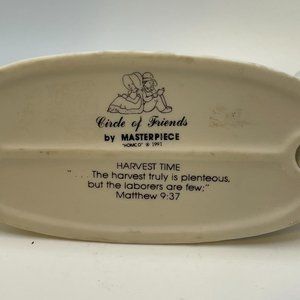 Circle of Friends
by MASTERPIECE
"HOMCO" ® 1991
HARVEST TIME
". . . The harvest truly is plenteous,
but the laborers are few:"
Matthew 9:37